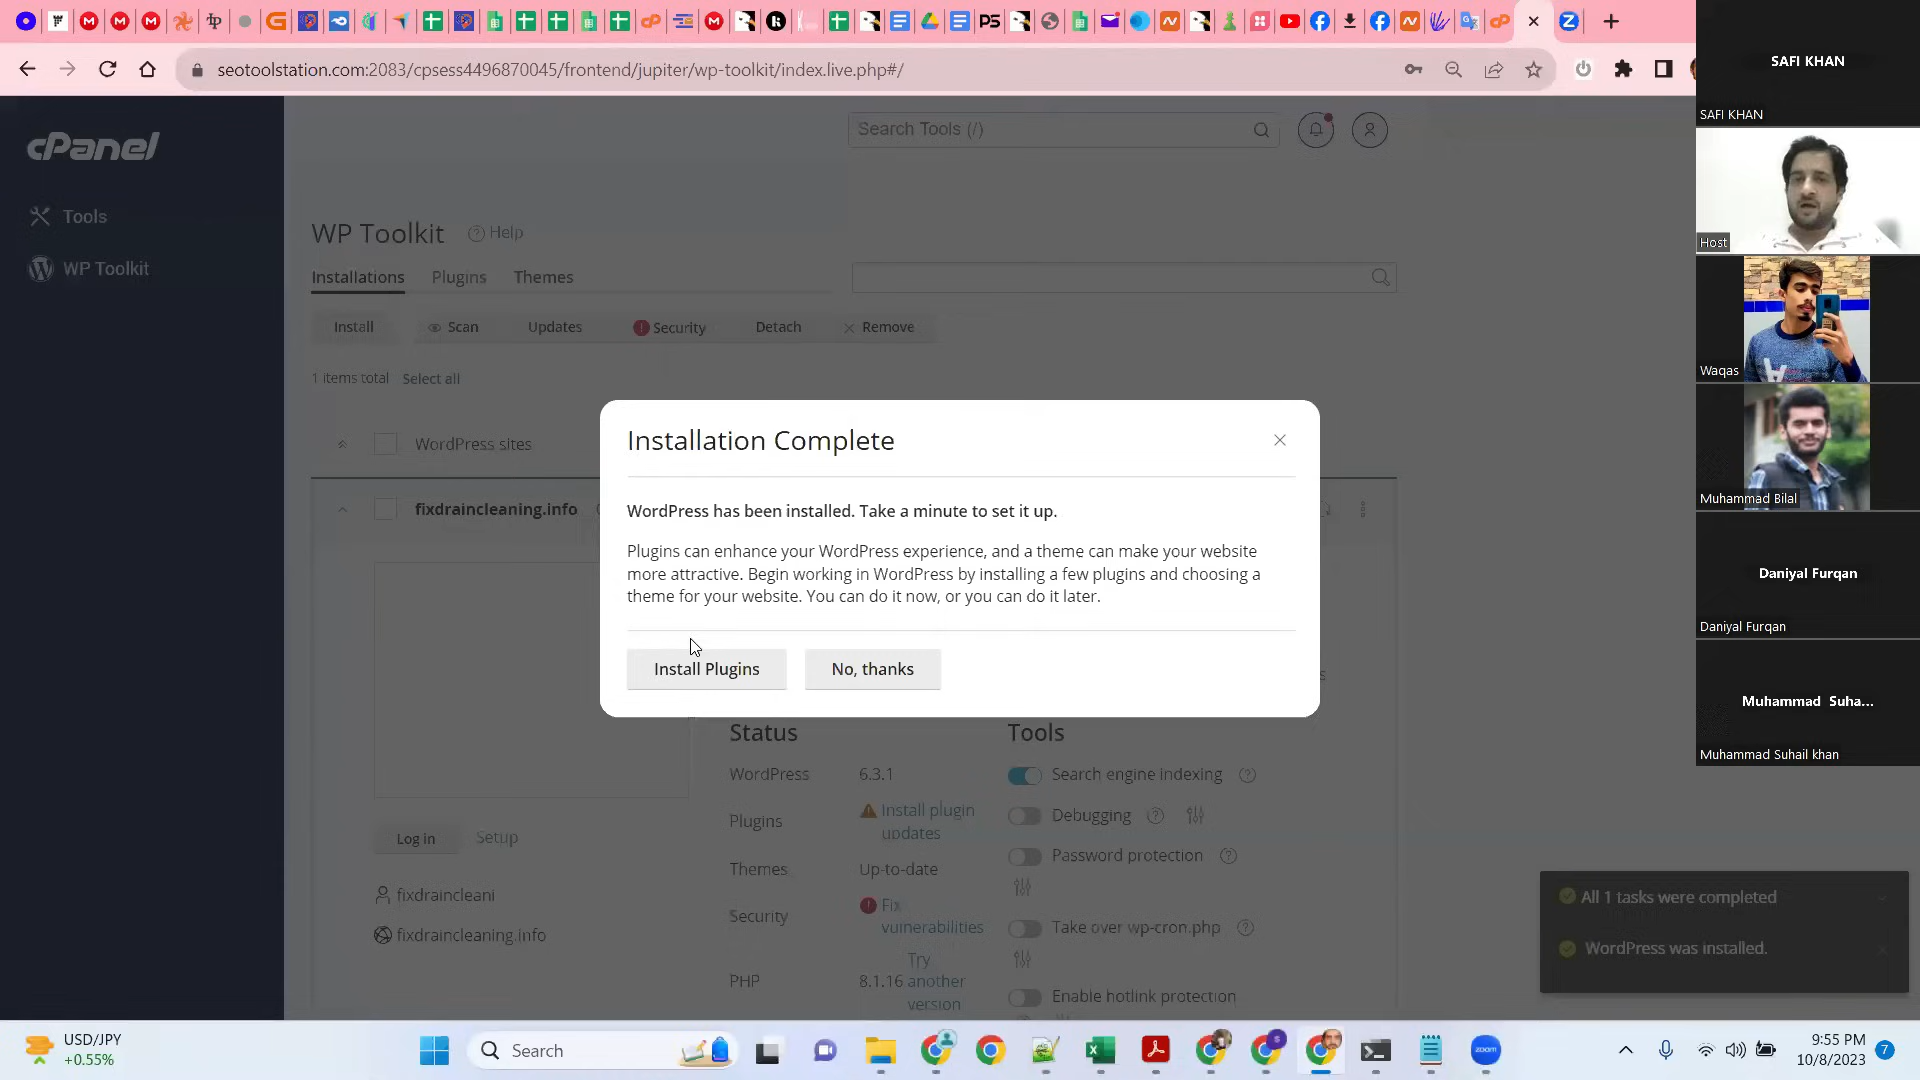 seotoolstation.com:2083/cpsess4496870045/frontend/jupiter/wp-toolkit/index.live.php#/
cPanel
Tools
WP Toolkit
Search Tools (/)
WP Toolkit
Help
Installations
Plugins
Themes
Install
Scan
Updates
Security
Detach
Remove
1 items total
Select all
WordPress sites
fixdraincleaning.info
Installation Complete
WordPress has been installed. Take a minute to set it up.
Plugins can enhance your WordPress experience, and a theme can make your website
more attractive. Begin working in WordPress by installing a few plugins and choosing a
theme for your website. You can do it now, or you can do it later.
Install Plugins
No, thanks
Log in
Setup
fixdraincleani
fixdraincleaning.info
Status
WordPress
6.3.1
Plugins
Install plugin
updates
Themes
Up-to-date
Security
Fix
vulnerabilities
PHP
8.1.16
Try
another
version
Tools
Search engine indexing
Debugging
Password protection
Take over wp-cron.php
Enable hotlink protection
All 1 tasks were completed
WordPress was installed.
SAFI KHAN
SAFI KHAN
Host
Waqas
Muhammad Bilal
Daniyal Furqan
Daniyal Furqan
Muhammad Suha...
Muhammad Suhail khan
USD/JPY
+0.55%
Search
zoom
9:55 PM
10/8/2023
7